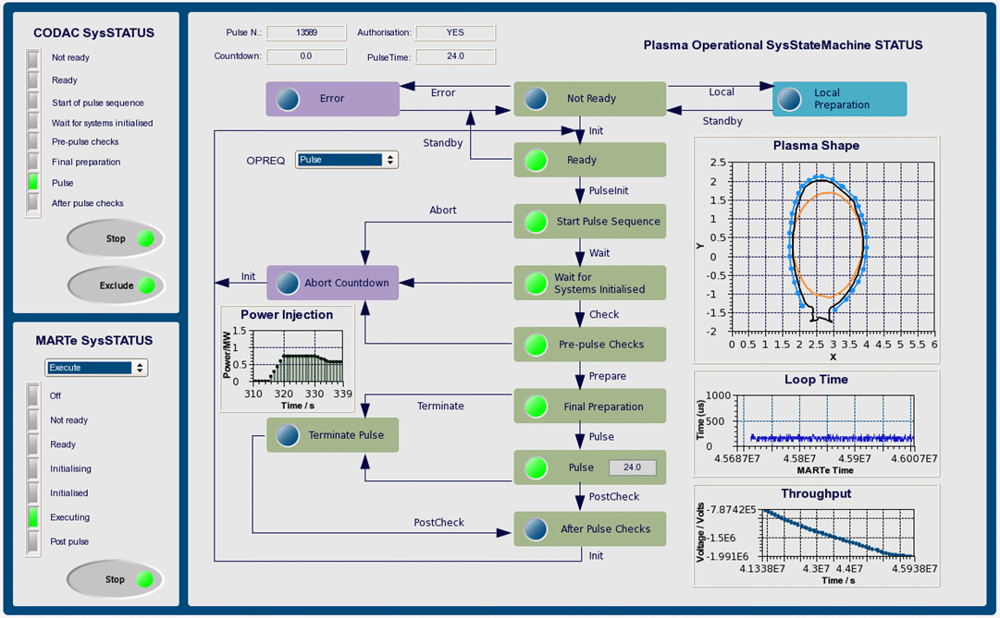 CODAC SysSTATUS
Not ready
Ready
Start of pulse sequence
Wait for systems initialised
Pre-pulse checks
Final preparation
Pulse
After pulse checks
Stop
Exclude
MARTe SysSTATUS
Execute
Off
Not ready
Ready
Initialising
Initialised
Executing
Post pulse
Stop
Pulse N.: 13589 Authorisation: YES
Countdown: 0.0 PulseTime: 24.0
Plasma Operational SysStateMachine STATUS
Error
Error
Not Ready
Local
Local
Preparation
Standby
Init
Standby
OPREQ Pulse
Ready
PulseInit
Abort
Start Pulse Sequence
Wait
Init
Abort Countdown
Wait for
Systems Initialised
Check
Pre-pulse Checks
Prepare
Terminate
Final Preparation
Terminate Pulse
Pulse
Pulse 24.0
PostCheck
PostCheck
After Pulse Checks
Init
Power Injection
Power/MW
1.5
1
0.5
0
310 320 330 339
Time / s
Plasma Shape
Y
2.5
2
1.5
1
0.5
0
-0.5
-1
-1.5
-2
0 0.5 1 1.5 2 2.5 3 3.5 4 4.5 5 5.5 6
X
Loop Time
Time (us)
1000
500
0
4.5687E7 4.58E7 4.59E7 4.6007E7
MARTe Time
Throughput
Voltage / Volts
-7.8742E5
-1.5E6
-1.991E6
4.1338E7 4.3E7 4.4E7 4.5938E7
Time / s